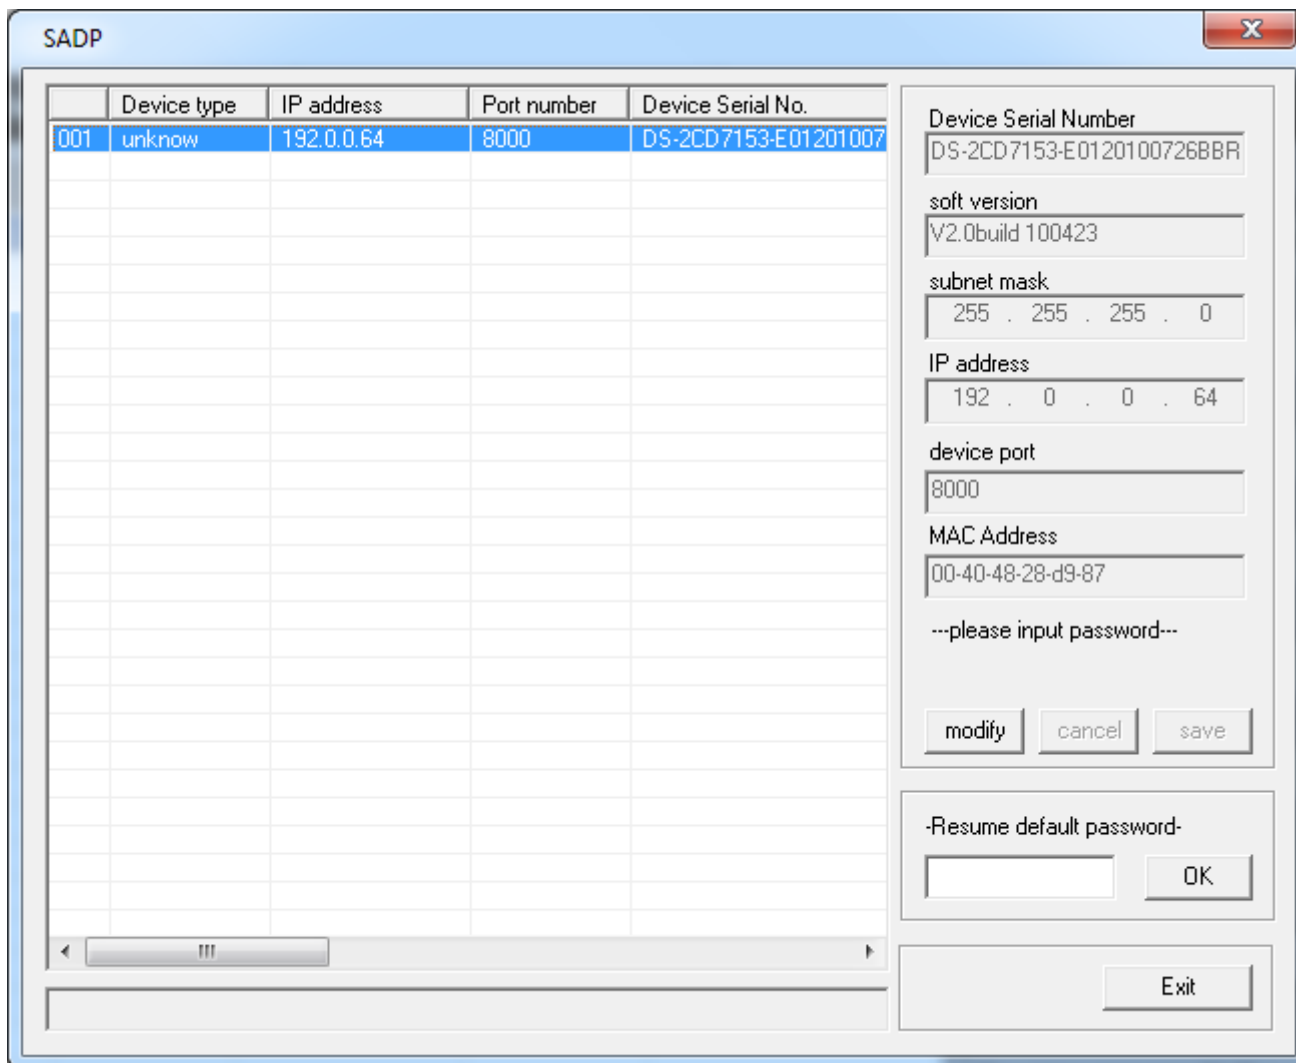 SADP
Device type IP address Port number Device Serial No.
001 unknow 192.0.0.64 8000 DS-2CD7153-E01201007
Device Serial Number
DS-2CD7153-E0120100726BBR
soft version
V2.0build 100423
subnet mask
255 . 255 . 255 . 0
IP address
192 . 0 . 0 . 64
device port
8000
MAC Address
00-40-48-28-d9-87
---please input password---
modify cancel save
-Resume default password-
OK
Exit